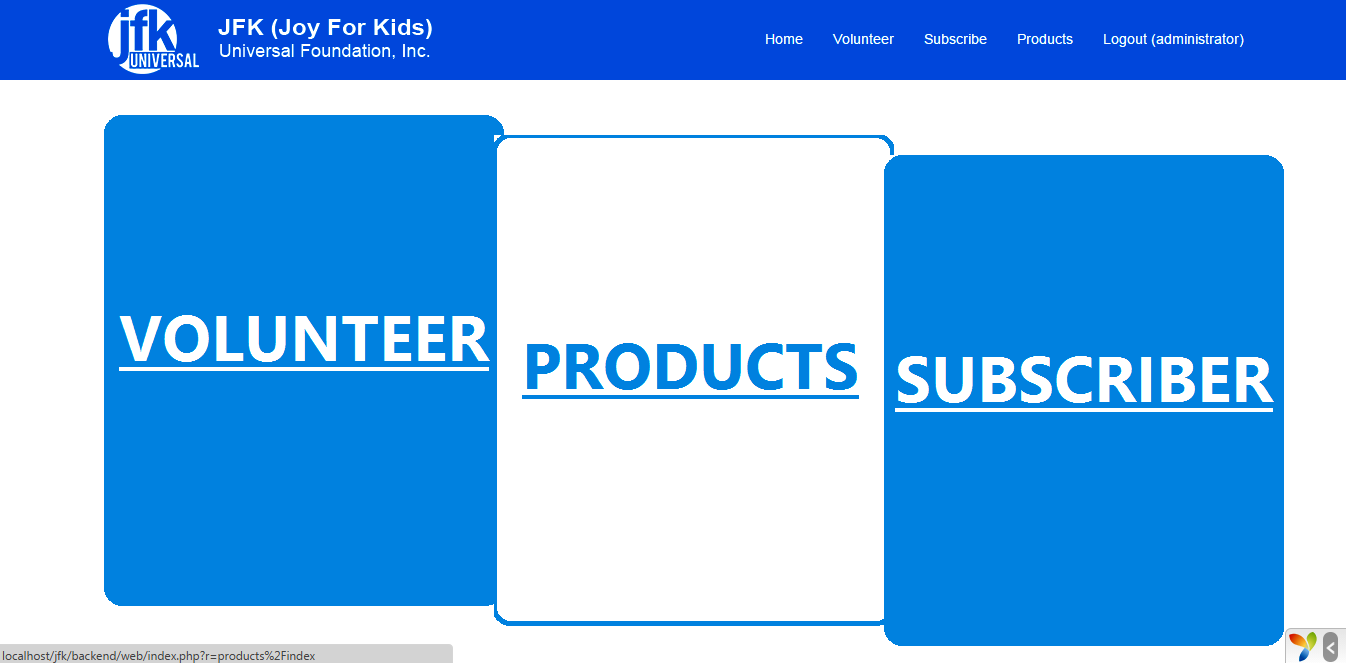 jfk
UNIVERSAL
JFK (Joy For Kids)
Universal Foundation, Inc.
Home Volunteer Subscribe Products Logout (administrator)
VOLUNTEER
PRODUCTS
SUBSCRIBER
localhost/jfk/backend/web/index.php?r=products%2Findex